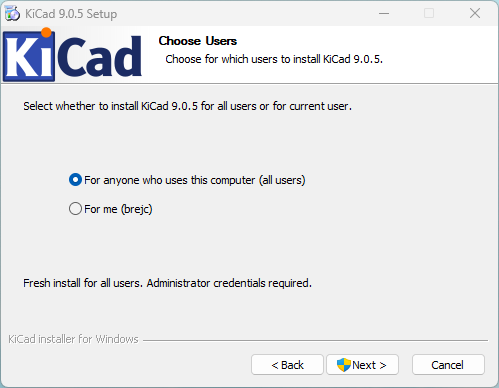 KiCad 9.0.5 Setup
KiCad
Choose Users
Choose for which users to install KiCad 9.0.5.
Select whether to install KiCad 9.0.5 for all users or for current user.
For anyone who uses this computer (all users)
For me (brejc)
Fresh install for all users. Administrator credentials required.
KiCad installer for Windows
< Back Next > Cancel